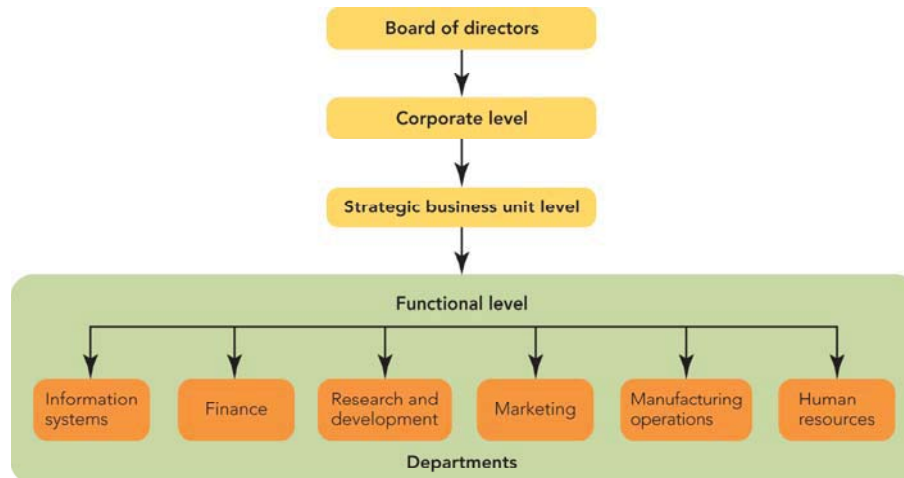 Board of directors
Corporate level
Strategic business unit level
Functional level
Information
systems
Finance
Research and
development
Marketing
Manufacturing
operations
Human
resources
Departments